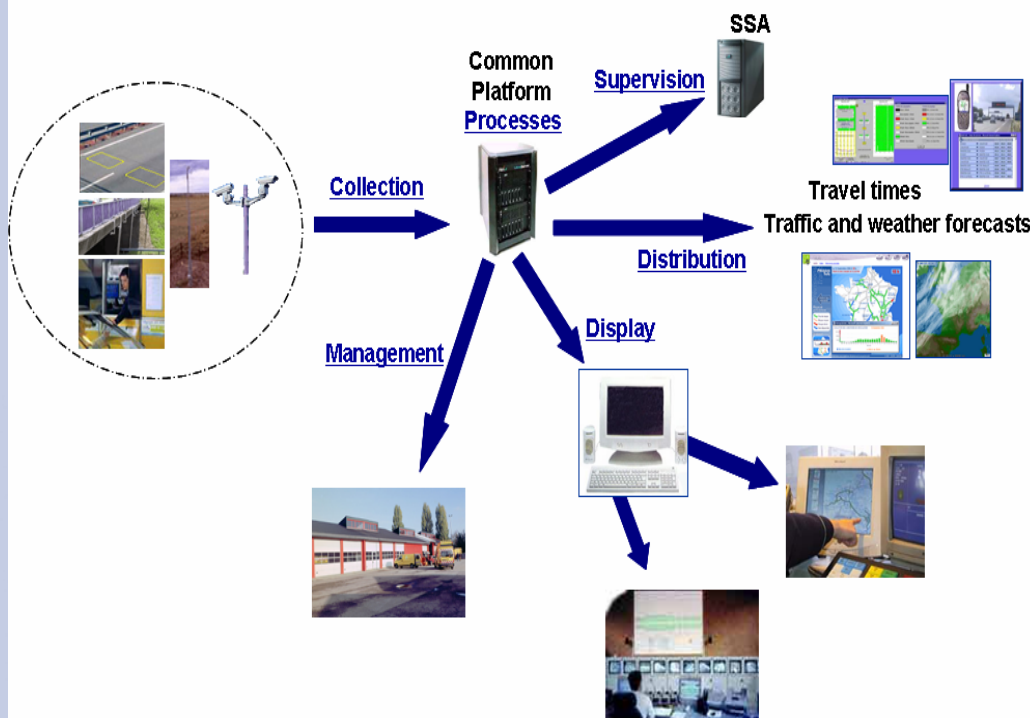 SSA
Common
Platform
Processes
Supervision
Collection
Travel times
Traffic and weather forecasts
Distribution
Display
Management